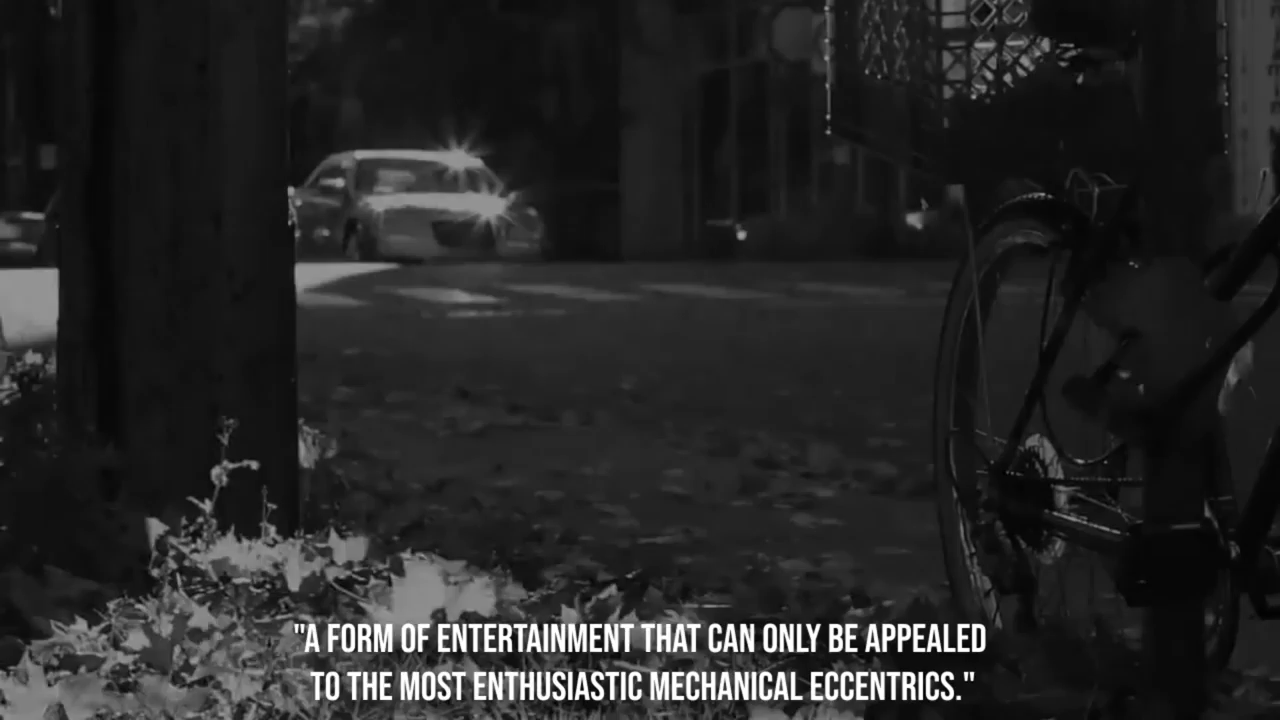 "A FORM OF ENTERTAINMENT THAT CAN ONLY BE APPEALED
TO THE MOST ENTHUSIASTIC MECHANICAL ECCENTRICS."